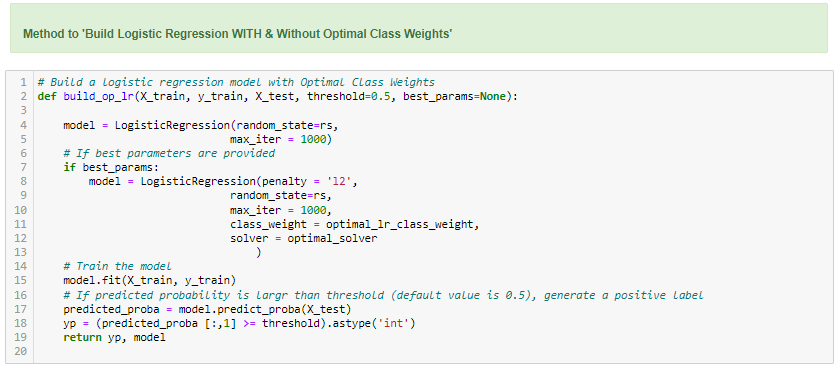 Method to 'Build Logistic Regression WITH & Without Optimal Class Weights'
1 # Build a logistic regression model with Optimal Class Weights
2 def build_op_lr(X_train, y_train, X_test, threshold=0.5, best_params=None):
3
4     model = LogisticRegression(random_state=rs,
5                               max_iter = 1000)
6     # If best parameters are provided
7     if best_params:
8         model = LogisticRegression(penalty = 'l2',
9                               random_state=rs,
10                               max_iter = 1000,
11                               class_weight = optimal_lr_class_weight,
12                               solver = optimal_solver
13                                   )
14     # Train the model
15     model.fit(X_train, y_train)
16     # If predicted probability is largr than threshold (default value is 0.5), generate a positive label
17     predicted_proba = model.predict_proba(X_test)
18     yp = (predicted_proba [:,1] >= threshold).astype('int')
19     return yp, model
20